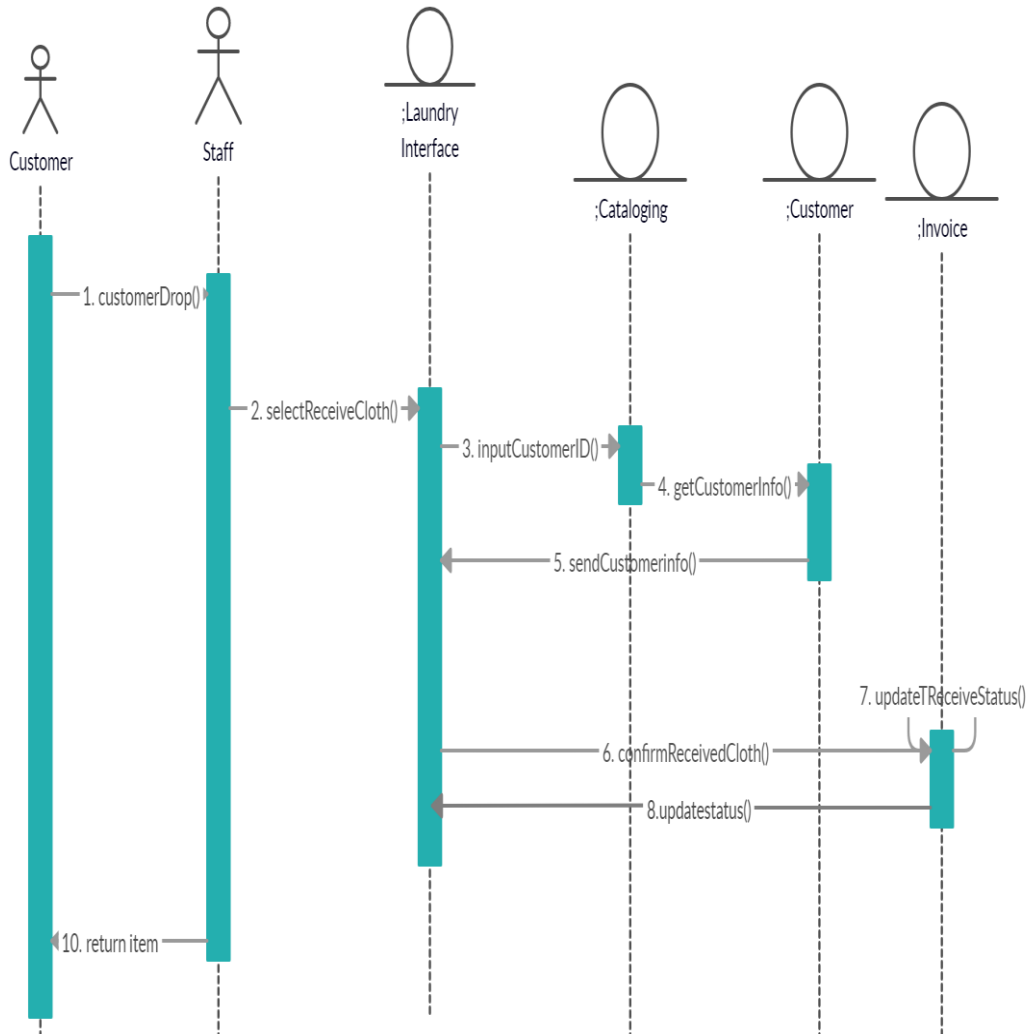 ;Laundry
Interface
Staff
Customer
;Cataloging
;Customer
;Invoice
1. customerDrop()
2. selectReceiveCloth()
3. inputCustomerID()
4. getCustomerInfo()
5. sendCustomerinfo()
7. updateTReceiveStatus()
6. confirmReceivedCloth()
8.updatestatus()
10. return item